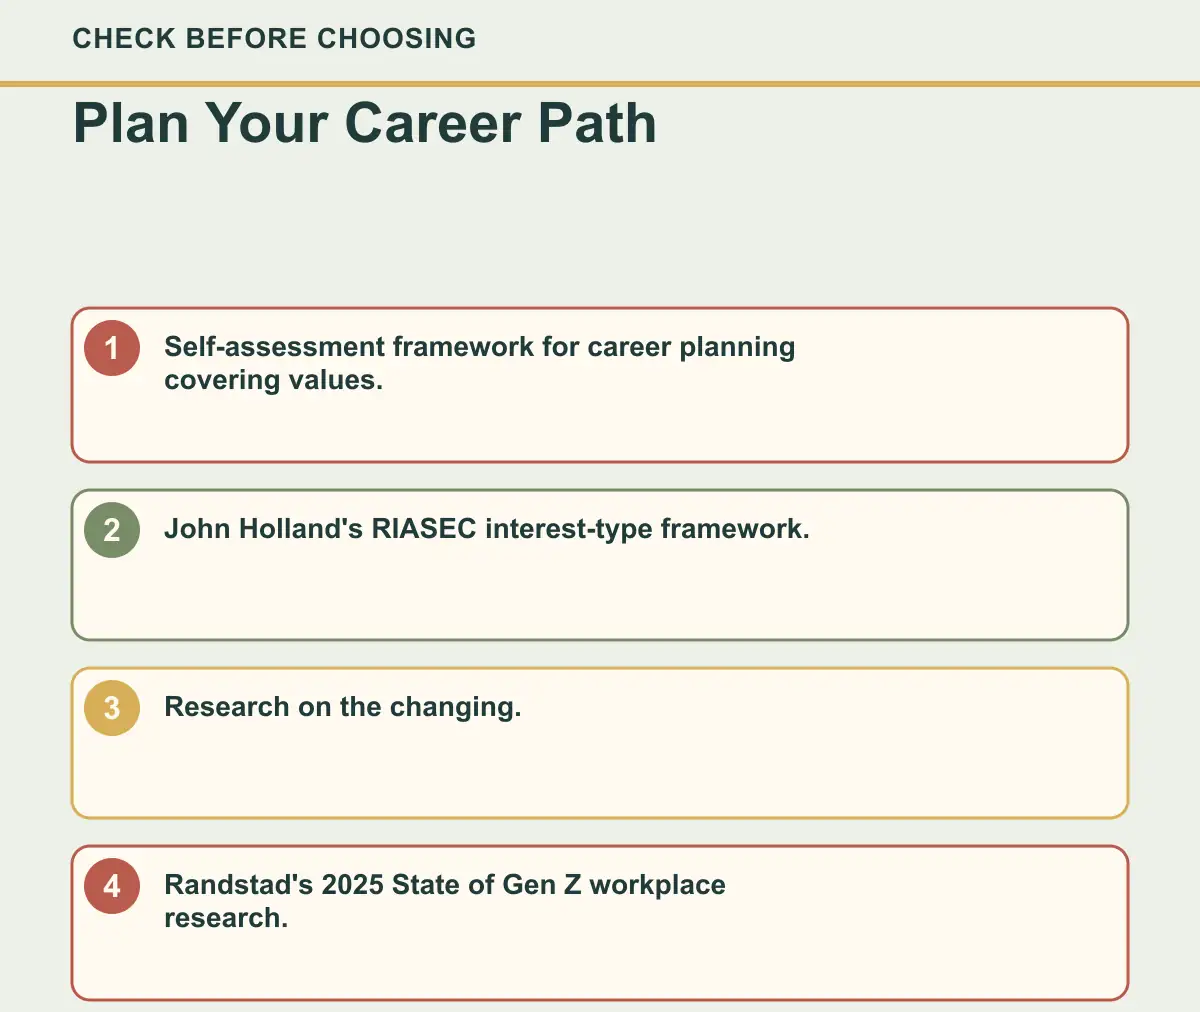 CHECK BEFORE CHOOSING
Plan Your Career Path
1
Self-assessment framework for career planning
covering values.
2
John Holland's RIASEC interest-type framework.
3
Research on the changing.
4
Randstad's 2025 State of Gen Z workplace
research.